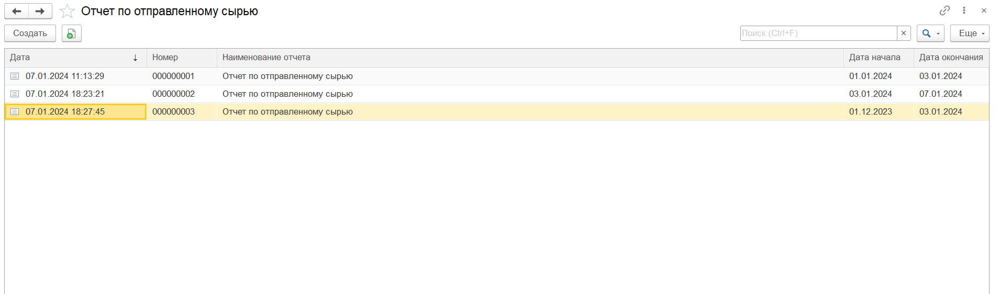 Отчет по отправленному сырью
Создать Поиск (Ctrl+F) × Еще
Дата ↓ Номер Наименование отчета Дата начала Дата окончания
07.01.2024 11:13:29 000000001 Отчет по отправленному сырью 01.01.2024 03.01.2024
07.01.2024 18:23:21 000000002 Отчет по отправленному сырью 03.01.2024 07.01.2024
07.01.2024 18:27:45 000000003 Отчет по отправленному сырью 01.12.2023 03.01.2024